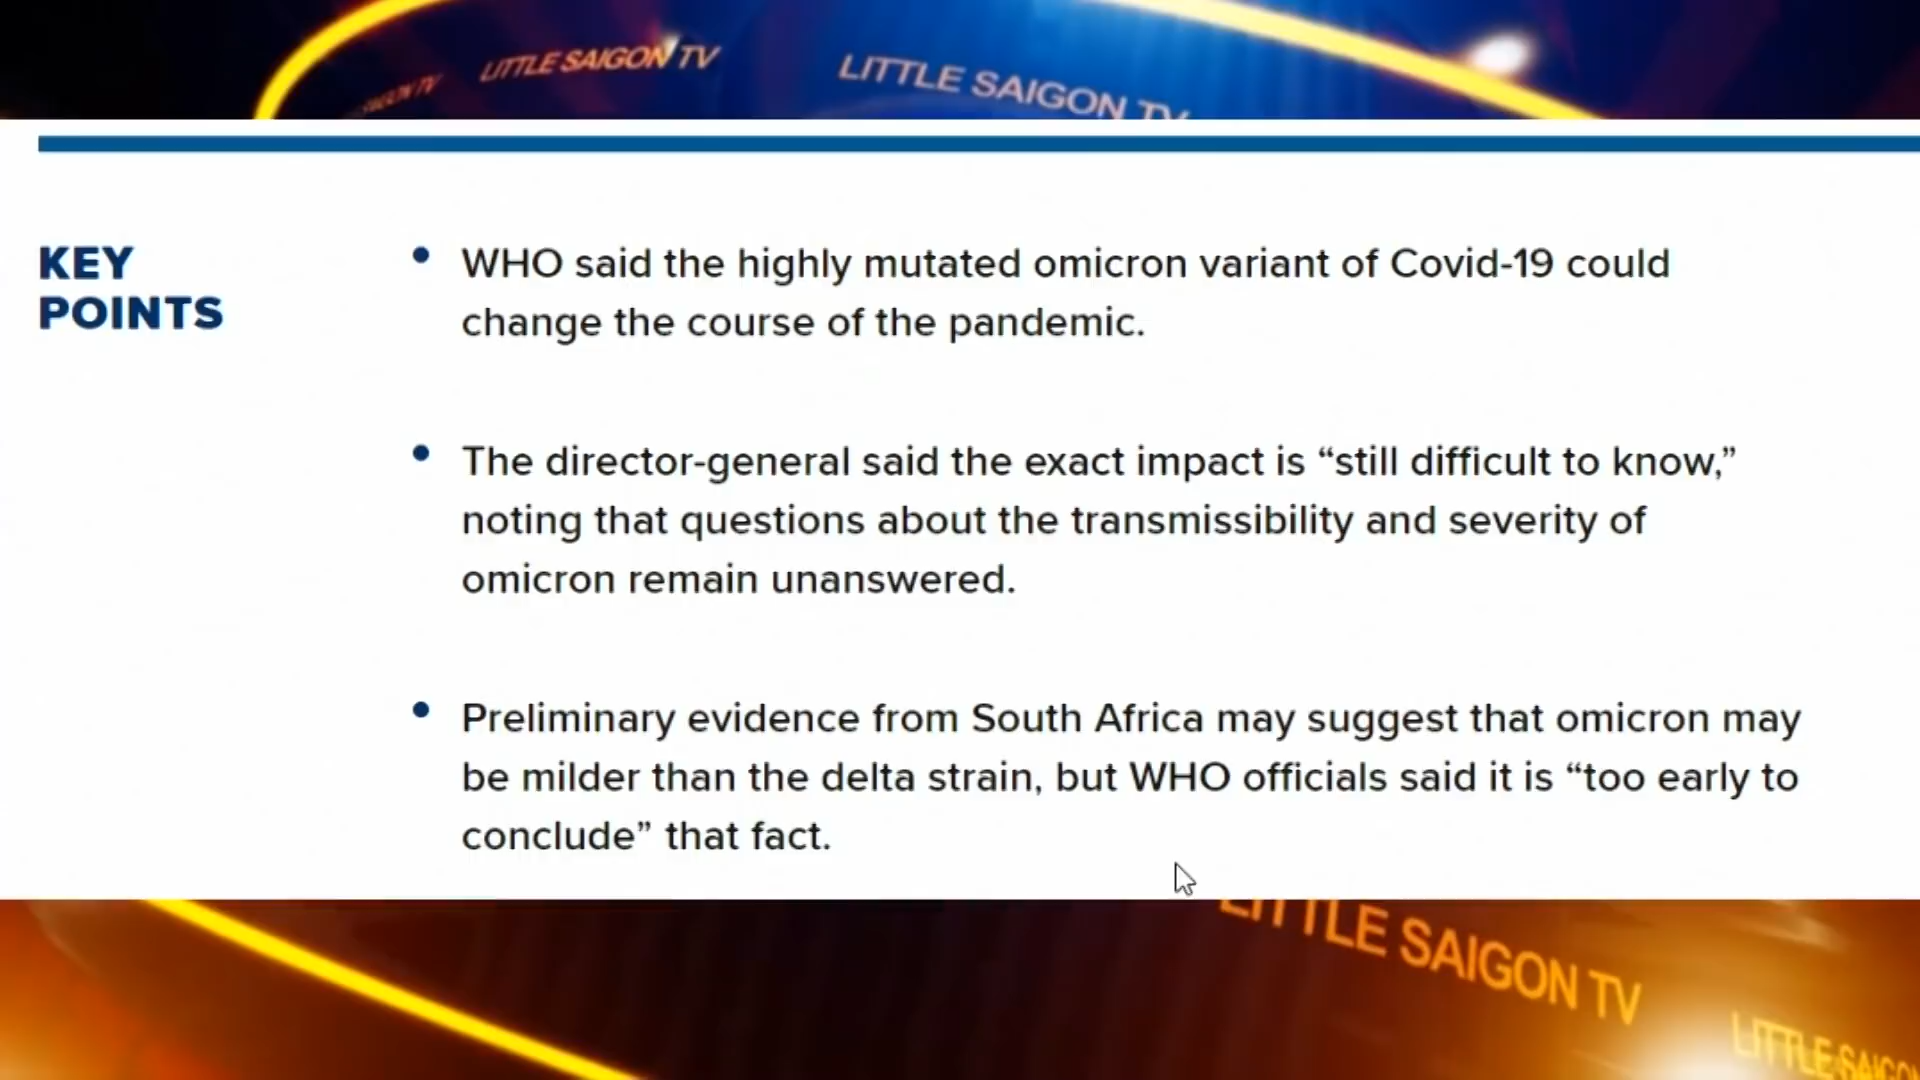 SAIGON TV
LITTLE SAIGON TV
LITTLE SAIGON TV
KEY
POINTS
• WHO said the highly mutated omicron variant of Covid-19 could
change the course of the pandemic.
• The director-general said the exact impact is “still difficult to know,”
noting that questions about the transmissibility and severity of
omicron remain unanswered.
• Preliminary evidence from South Africa may suggest that omicron may
be milder than the delta strain, but WHO officials said it is “too early to
conclude” that fact.
LITTLE SAIGON TV
LITTLE SAIGON